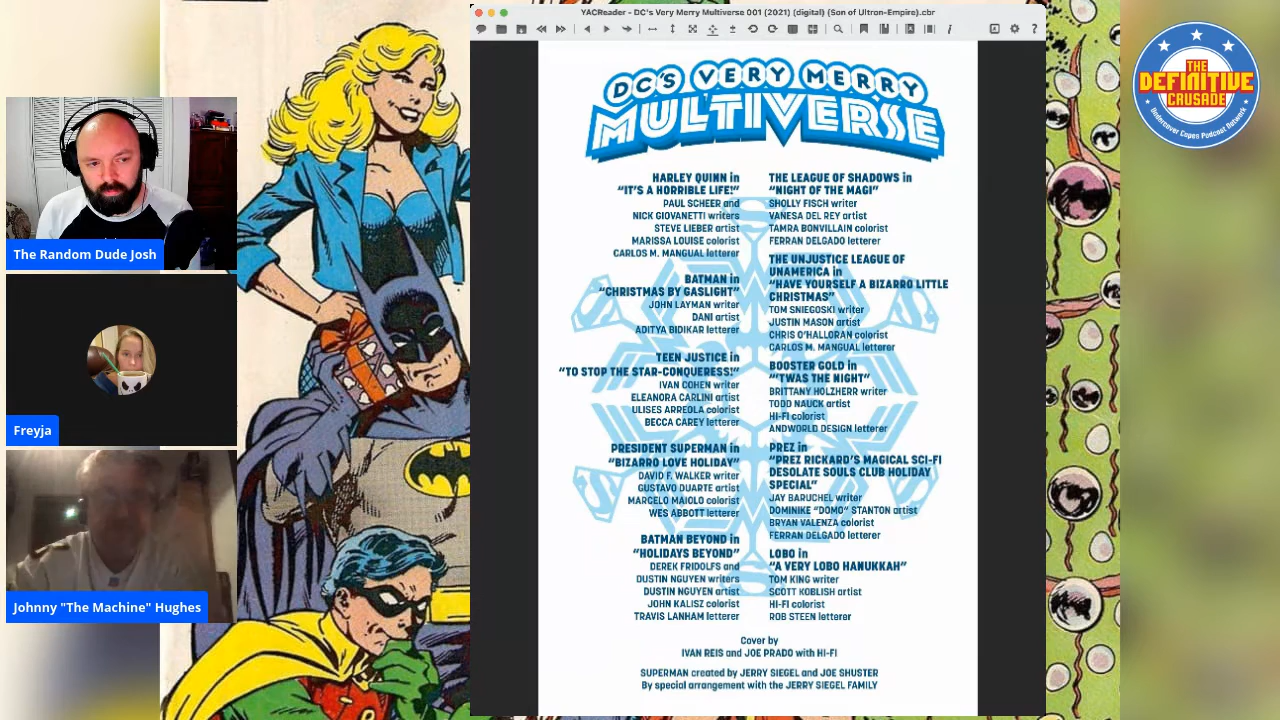 YACReader - DC's Very Merry Multiverse 001 (2021) (digital) (Son of Ultron-Empire).cbr
THE
DEFINITIVE
CRUSADE
Undercover Capes Podcast Network
The Random Dude Josh
Freyja
Johnny "The Machine" Hughes
DC'S VERY MERRY
MULTIVERSE
HARLEY QUINN in
"IT'S A HORRIBLE LIFE!"
PAUL SCHEER and
NICK GIOVANETTI writers
STEVE LIEBER artist
MARISSA LOUISE colorist
CARLOS M. MANGUAL letterer
BATMAN in
"CHRISTMAS BY GASLIGHT"
JOHN LAYMAN writer
DANI artist
ADITYA BIDIKAR letterer
TEEN JUSTICE in
"TO STOP THE STAR-CONQUERESS!"
IVAN COHEN writer
ELEANORA CARLINI artist
ULISES ARREOLA colorist
BECCA CAREY letterer
PRESIDENT SUPERMAN in
"BIZARRO LOVE HOLIDAY"
DAVID F. WALKER writer
GUSTAVO DUARTE artist
MARCELO MAIOLO colorist
WES ABBOTT letterer
BATMAN BEYOND in
"HOLIDAYS BEYOND"
DEREK FRIDOLFS and
DUSTIN NGUYEN writers
DUSTIN NGUYEN artist
JOHN KALISZ colorist
TRAVIS LANHAM letterer
THE LEAGUE OF SHADOWS in
"NIGHT OF THE MAGI"
SHOLLY FISCH writer
VANESA DEL REY artist
TAMRA BONVILLAIN colorist
FERRAN DELGADO letterer
THE UNJUSTICE LEAGUE OF
UNAMERICA in
"HAVE YOURSELF A BIZARRO LITTLE
CHRISTMAS"
TOM SNIEGOSKI writer
JUSTIN MASON artist
CHRIS O'HALLORAN colorist
CARLOS M. MANGUAL letterer
BOOSTER GOLD in
"'TWAS THE NIGHT"
BRITTANY HOLZHERR writer
TODD NAUCK artist
HI-FI colorist
ANDWORLD DESIGN letterer
PREZ in
"PREZ RICKARD'S MAGICAL SCI-FI
DESOLATE SOULS CLUB HOLIDAY
SPECIAL"
JAY BARUCHEL writer
DOMINIKE "DOMO" STANTON artist
BRYAN VALENZA colorist
FERRAN DELGADO letterer
LOBO in
"A VERY LOBO HANUKKAH"
TOM KING writer
SCOTT KOBLISH artist
HI-FI colorist
ROB STEEN letterer
Cover by
IVAN REIS and JOE PRADO with HI-FI
SUPERMAN created by JERRY SIEGEL and JOE SHUSTER
By special arrangement with the JERRY SIEGEL FAMILY